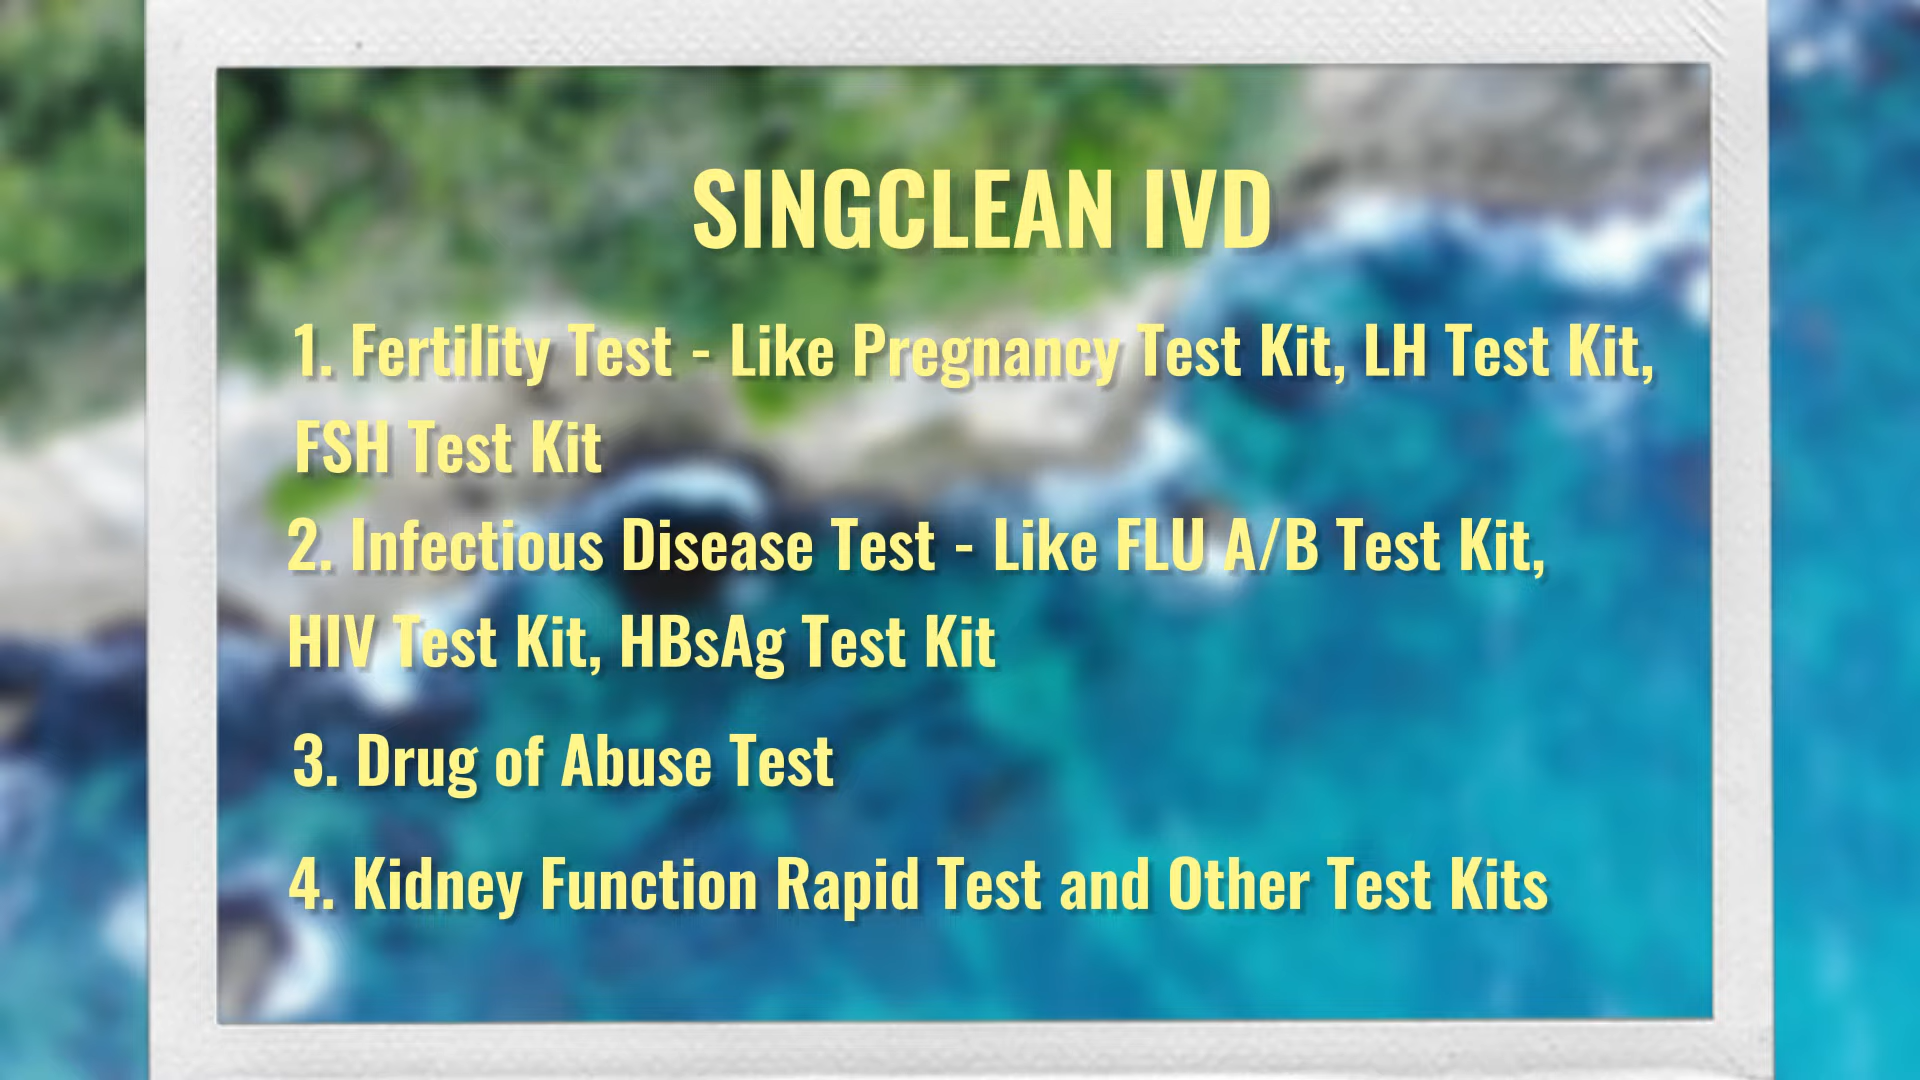 SINGCLEAN IVD
1. Fertility Test - Like Pregnancy Test Kit, LH Test Kit,
FSH Test Kit
2. Infectious Disease Test - Like FLU A/B Test Kit,
HIV Test Kit, HBsAg Test Kit
3. Drug of Abuse Test
4. Kidney Function Rapid Test and Other Test Kits